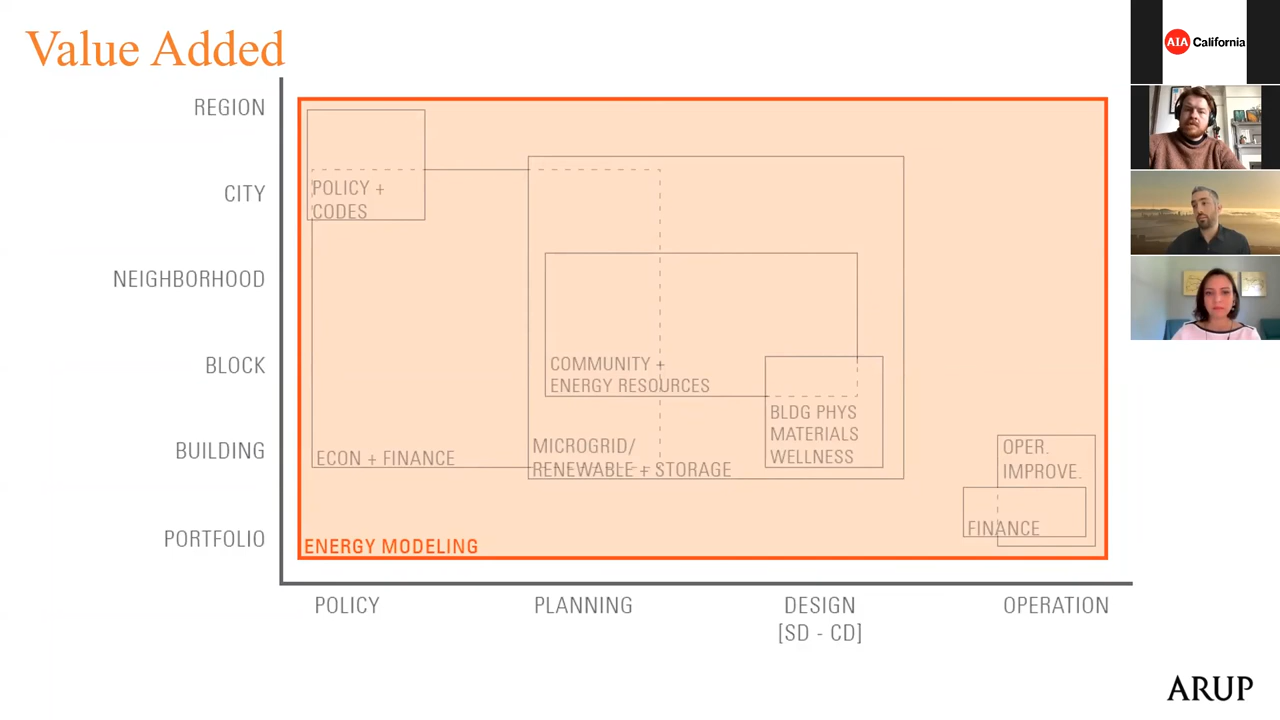 Value Added
REGION
CITY
NEIGHBORHOOD
BLOCK
BUILDING
PORTFOLIO
POLICY +
CODES
COMMUNITY +
ENERGY RESOURCES
BLDG PHYS
MATERIALS
WELLNESS
ECON + FINANCE
MICROGRID/
RENEWABLE + STORAGE
OPER.
IMPROVE.
FINANCE
ENERGY MODELING
POLICY
PLANNING
DESIGN
[SD - CD]
OPERATION
AIA California
ARUP